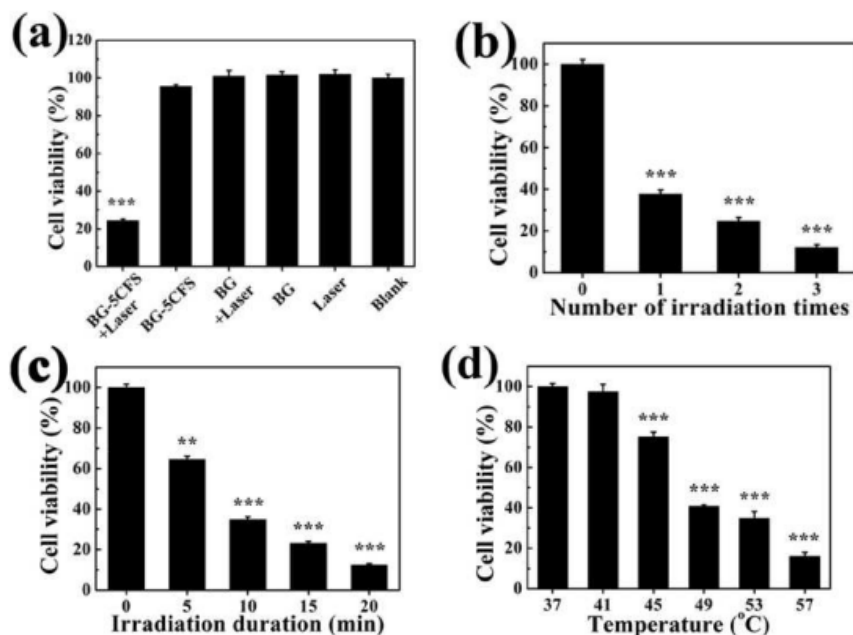 (a)
Cell viability (%)
120
100
80
60
40
20
0
***
BG-5CFS
+Laser
BG-5CFS
BG
+Laser
BG
Laser
Blank
(b)
Cell viability (%)
100
80
60
40
20
0
***
***
***
0 1 2 3
Number of irradiation times
(c)
Cell viability (%)
100
80
60
40
20
0
**
***
***
***
0 5 10 15 20
Irradiation duration (min)
(d)
Cell viability (%)
100
80
60
40
20
0
***
***
***
***
37 41 45 49 53 57
Temperature (°C)